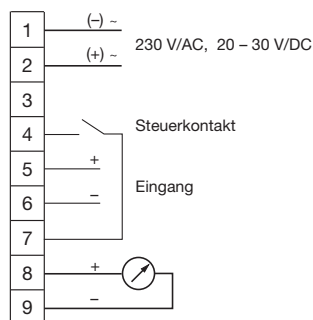 1 (–) ~
2 (+) ~
230 V/AC, 20 – 30 V/DC
3
4 Steuerkontakt
5 +
Eingang
6 –
7
8 +
9 –